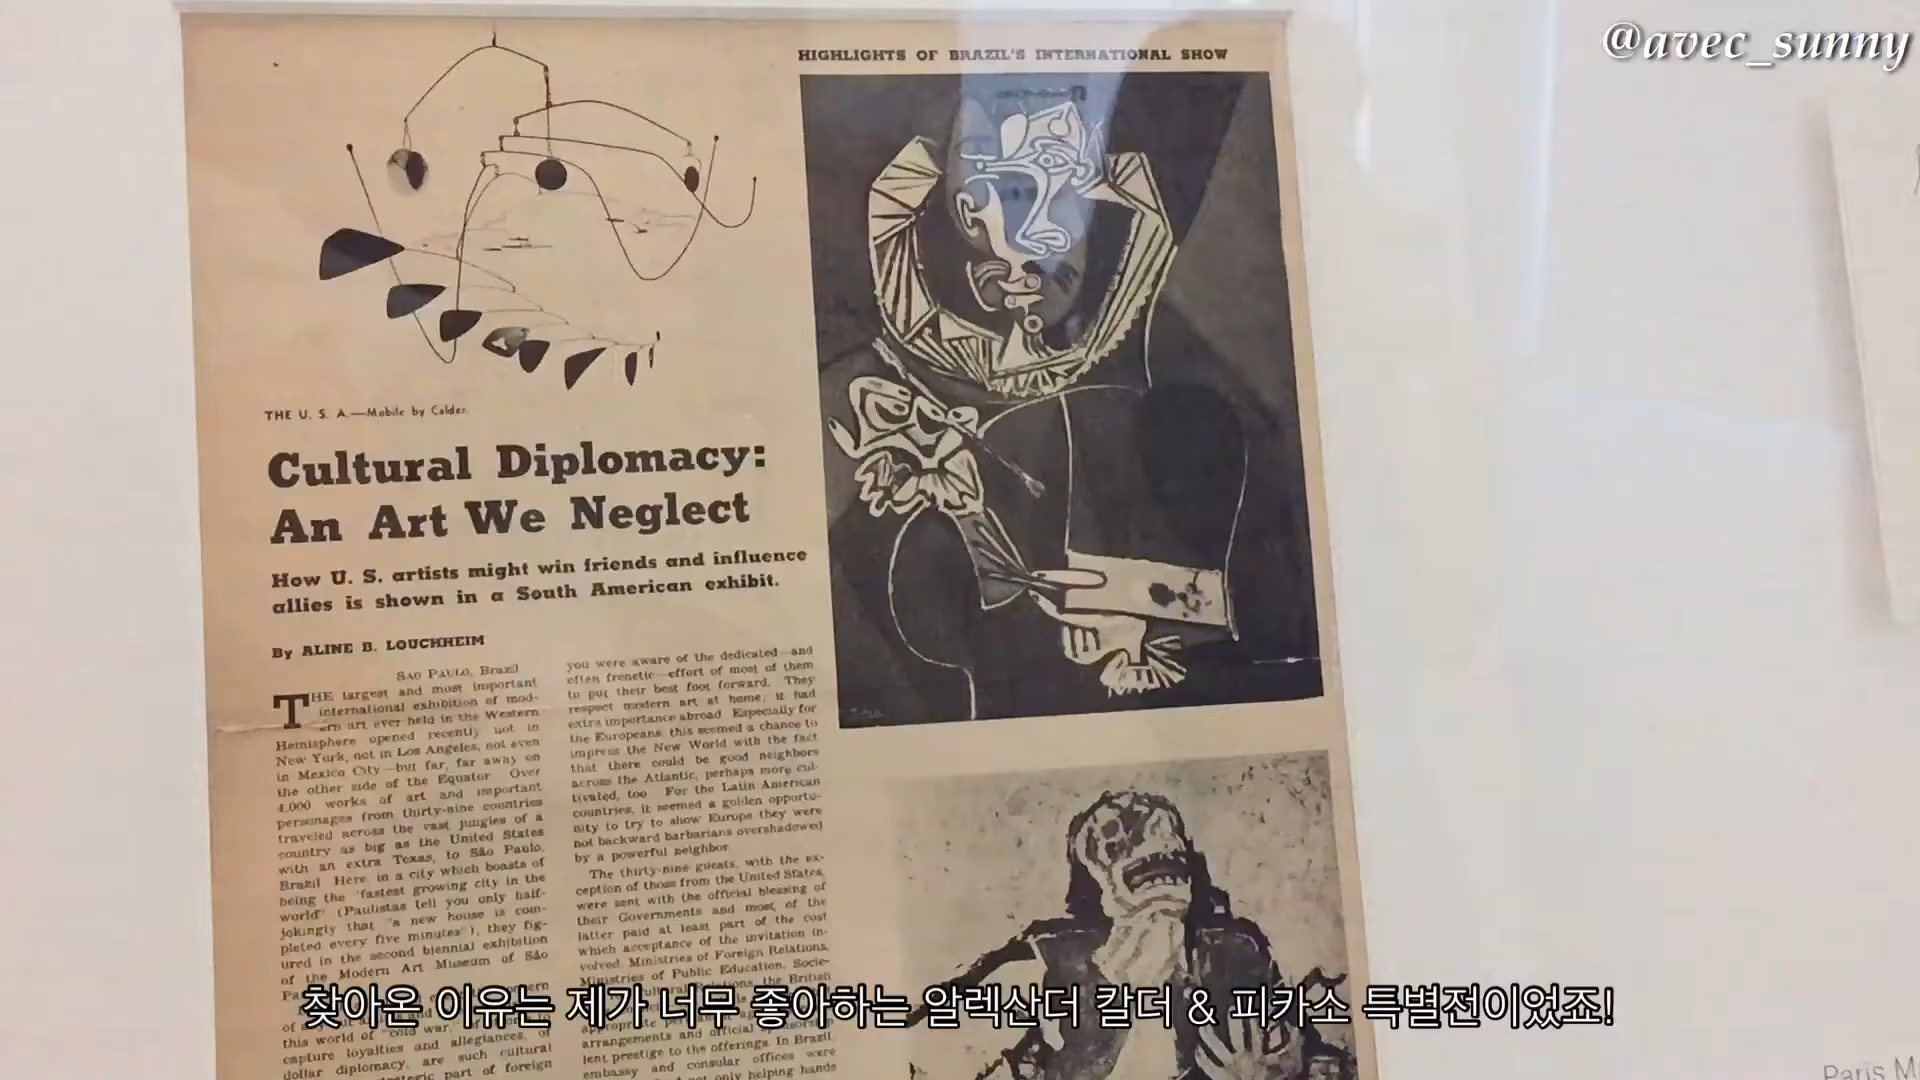 @avec_sunny
HIGHLIGHTS OF BRAZIL'S INTERNATIONAL SHOW
THE U. S. A.—Mobile by Calder.
Cultural Diplomacy:
An Art We Neglect
How U. S. artists might win friends and influence
allies is shown in a South American exhibit.
By ALINE B. LOUCHHEIM
SAO PAULO, Brazil
THE largest and most important
international exhibition of mod-
ern art ever held in the Western
Hemisphere opened recently not in
New York, not in Los Angeles, not even
in Mexico City—but far, far away on
the other side of the Equator. Over
4,000 works of art and important
personages from thirty-nine countries
traveled across the vast jungles of a
country as big as the United States
with an extra Texas, to São Paulo,
Brazil. Here, in a city which boasts of
being the "fastest growing city in the
world" (Paulistas tell you only half-
jokingly that "a new house is com-
pleted every five minutes"), they fig-
ured in the second biennial exhibition
of the Modern Art Museum of São
this world of "cold war,"
capture loyalties and allegiances, of
dollar diplomacy, are such cultural
part of foreign
you were aware of the dedicated—and
often frenetic—effort of most of them
to put their best foot forward. They
respect modern art at home; it had
extra importance abroad. Especially for
the Europeans, this seemed a chance to
impress the New World with the fact
that there could be good neighbors
across the Atlantic, perhaps more cul-
tivated, too. For the Latin American
countries, it seemed a golden opportu-
nity to try to show Europe they were
not backward barbarians overshadowed
by a powerful neighbor.
The thirty-nine guests, with the ex-
ception of those from the United States,
were sent with the official blessing of
their Governments and most of the
latter paid at least part of the cost
which acceptance of the invitation in-
volved. Ministries of Foreign Relations,
Ministries of Public Education, Socie-
the British
appropriate
arrangements and official sponsorship
lent prestige to the offerings. In Brazil,
embassy and consular offices were
not only helping hands
찾아온 이유는 제가 너무 좋아하는 알렉산더 칼더 & 피카소 특별전이었죠!
Paris